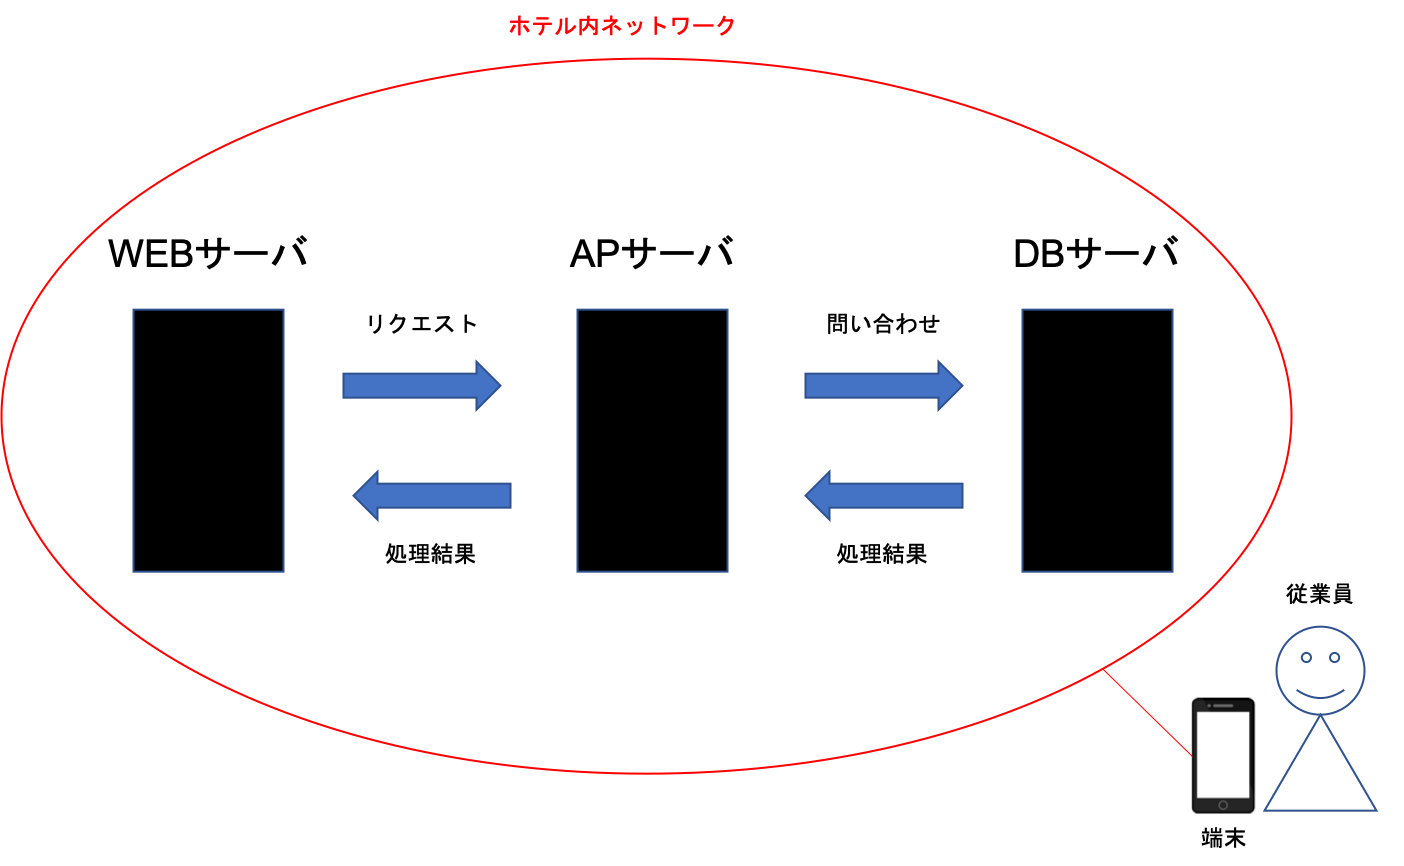 ホテル内ネットワーク
WEBサーバ
APサーバ
DBサーバ
リクエスト
問い合わせ
処理結果
処理結果
従業員
端末